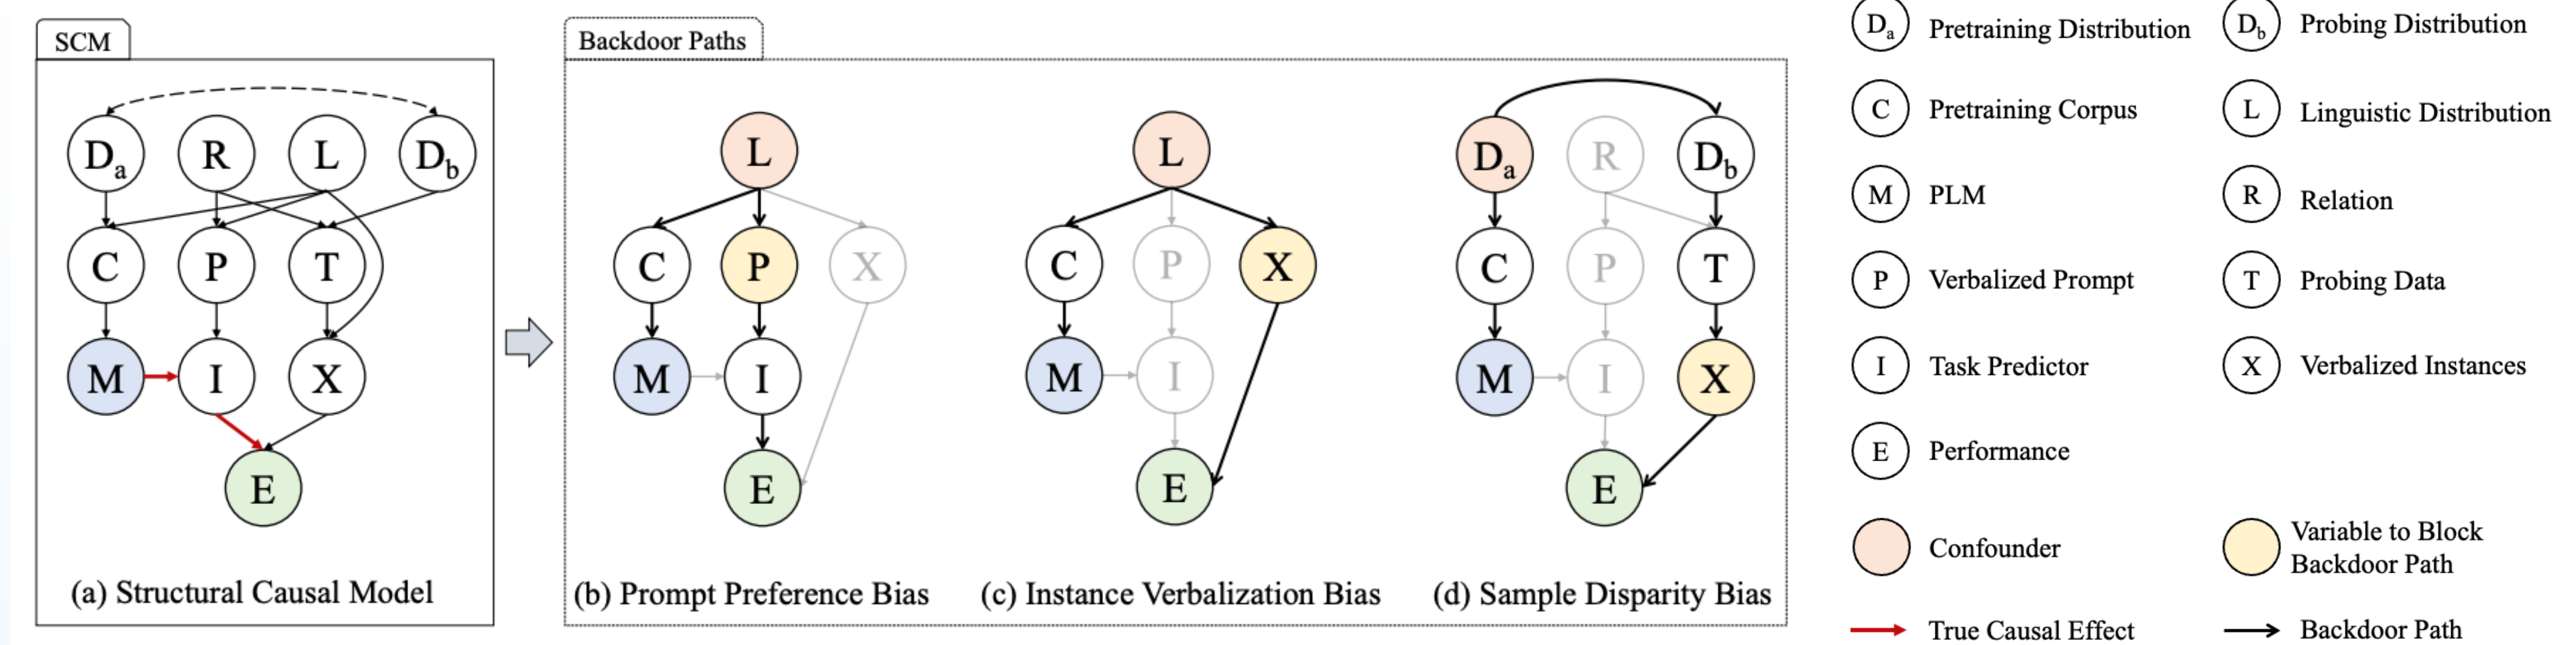 SCM
Da R L Db
C P T
M I X
E
(a) Structural Causal Model
Backdoor Paths
L
C P X
M I
E
(b) Prompt Preference Bias
L
C P X
M I
E
(c) Instance Verbalization Bias
Da R Db
C P T
M I X
E
(d) Sample Disparity Bias
Da Pretraining Distribution
Db Probing Distribution
C Pretraining Corpus
L Linguistic Distribution
M PLM
R Relation
P Verbalized Prompt
T Probing Data
I Task Predictor
X Verbalized Instances
E Performance
Confounder
Variable to Block
Backdoor Path
True Causal Effect
Backdoor Path